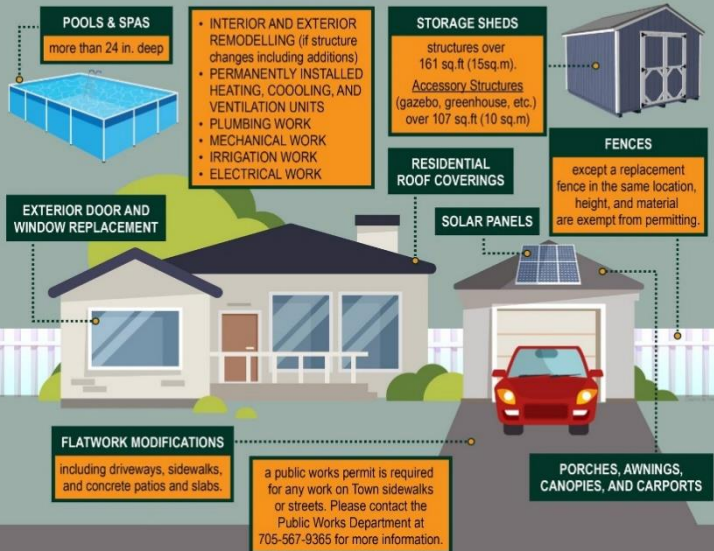 POOLS & SPAS
more than 24 in. deep
• INTERIOR AND EXTERIOR
REMODELLING (if structure
changes including additions)
• PERMANENTLY INSTALLED
HEATING, COOOLING, AND
VENTILATION UNITS
• PLUMBING WORK
• MECHANICAL WORK
• IRRIGATION WORK
• ELECTRICAL WORK
STORAGE SHEDS
structures over
161 sq.ft (15sq.m).
Accessory Structures
(gazebo, greenhouse, etc.)
over 107 sq.ft (10 sq.m)
FENCES
except a replacement
fence in the same location,
height, and material
are exempt from permitting.
RESIDENTIAL
ROOF COVERINGS
EXTERIOR DOOR AND
WINDOW REPLACEMENT
SOLAR PANELS
FLATWORK MODIFICATIONS
including driveways, sidewalks,
and concrete patios and slabs.
a public works permit is required
for any work on Town sidewalks
or streets. Please contact the
Public Works Department at
705-567-9365 for more information.
PORCHES, AWNINGS,
CANOPIES, AND CARPORTS